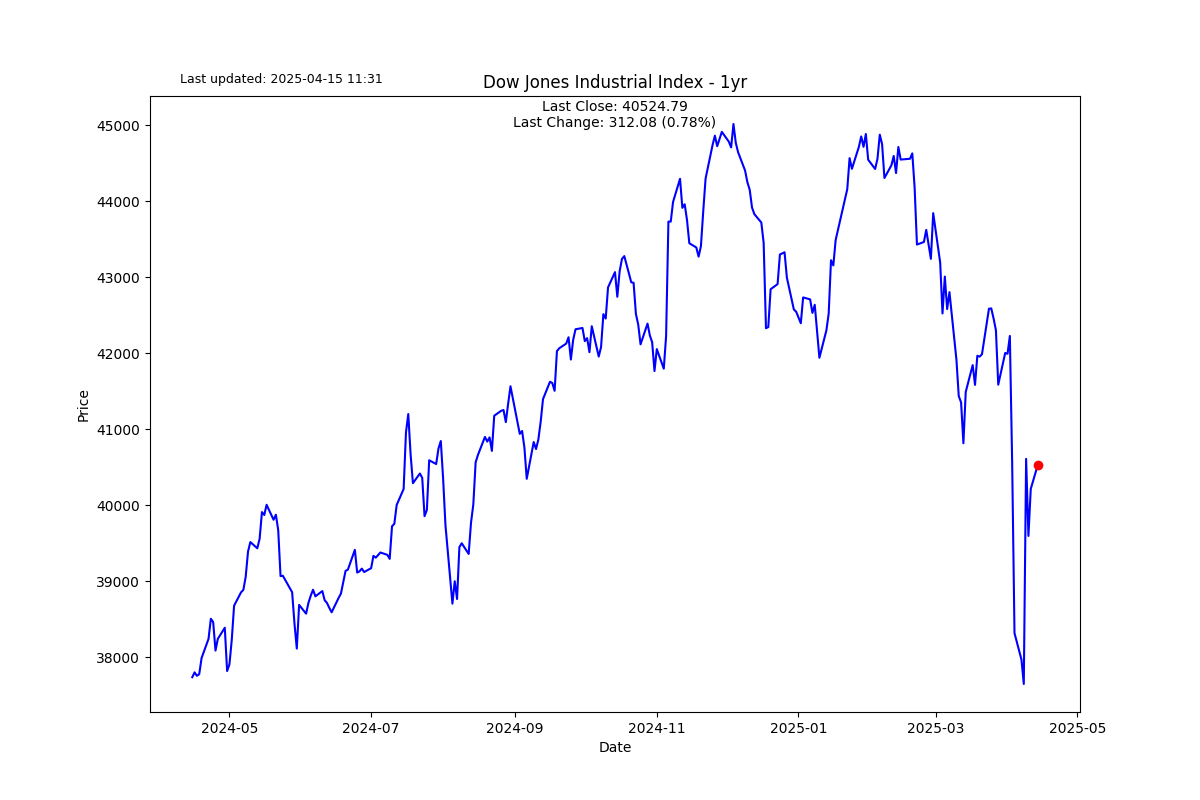 Last updated: 2025-04-15 11:31
Dow Jones Industrial Index - 1yr
Last Close: 40524.79
Last Change: 312.08 (0.78%)
45000
44000
43000
42000
41000
40000
39000
38000
Price
2024-05
2024-07
2024-09
2024-11
2025-01
2025-03
2025-05
Date